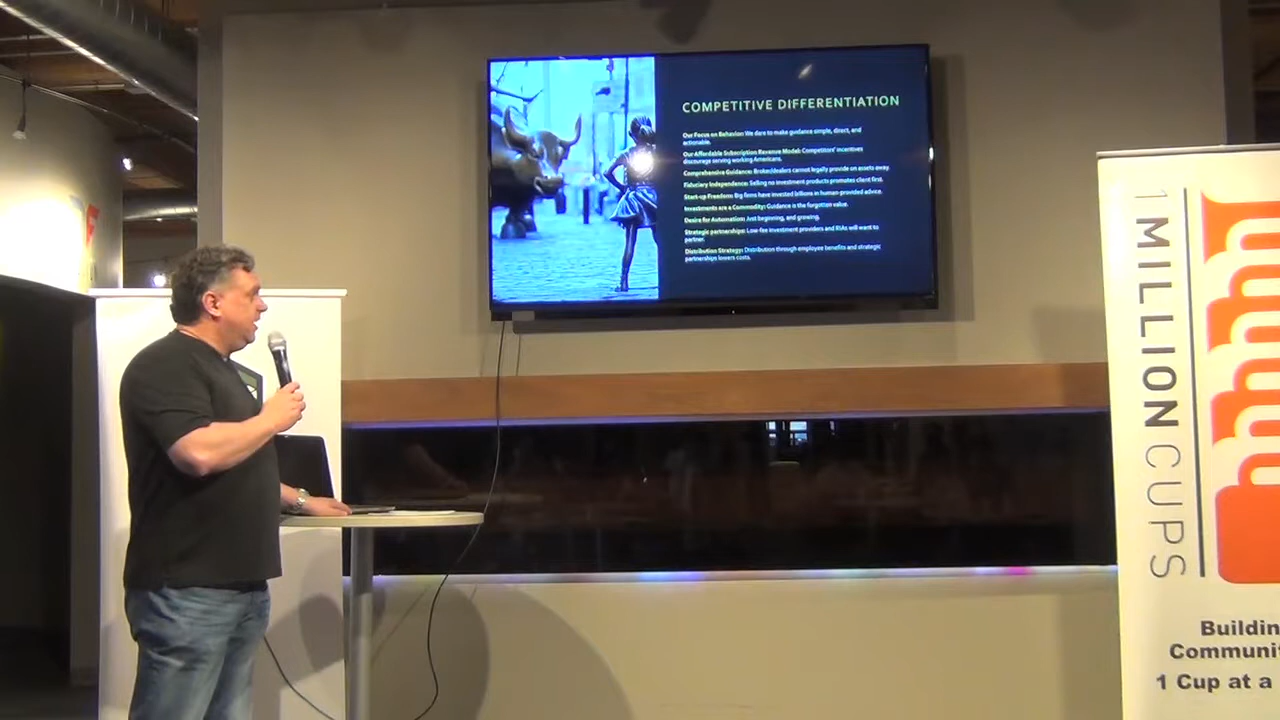 COMPETITIVE DIFFERENTIATION
Our Focus on Behavior: We dare to make guidance simple, direct, and
actionable.
Our Affordable Subscription Revenue Model: Competitors' incentives
discourage serving working Americans.
Comprehensive Guidance: Broker/dealers cannot legally provide on assets away.
Fiduciary Independence: Selling no investment products promotes client first.
Start-up Freedom: Big firms have invested billions in human-provided advice.
Investments are a Commodity: Guidance is the forgotten value.
Desire for Automation: Just beginning, and growing.
Strategic partnerships: Low-fee investment providers and RIAs will want to
partner.
Distribution Strategy: Distribution through employee benefits and strategic
partnerships lowers costs.
1 MILLION CUPS
Buildin
Communit
1 Cup at a